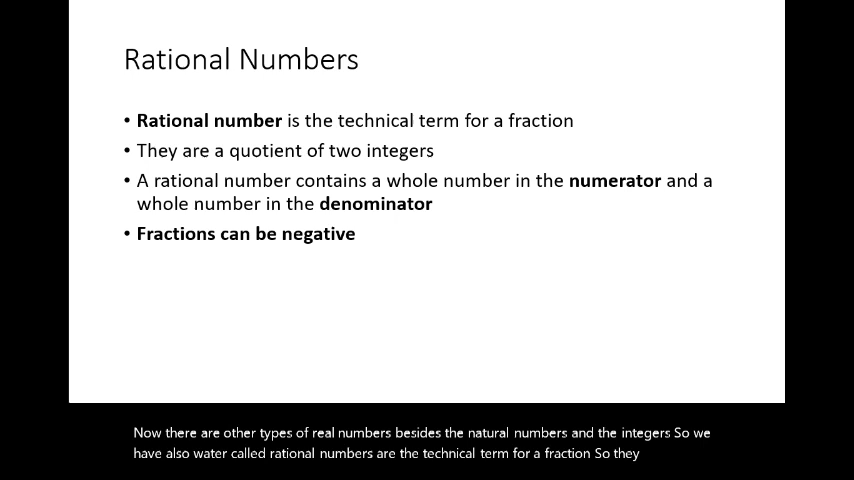 Rational Numbers
• Rational number is the technical term for a fraction
• They are a quotient of two integers
• A rational number contains a whole number in the numerator and a
whole number in the denominator
• Fractions can be negative
Now there are other types of real numbers besides the natural numbers and the integers So we
have also water called rational numbers are the technical term for a fraction So they